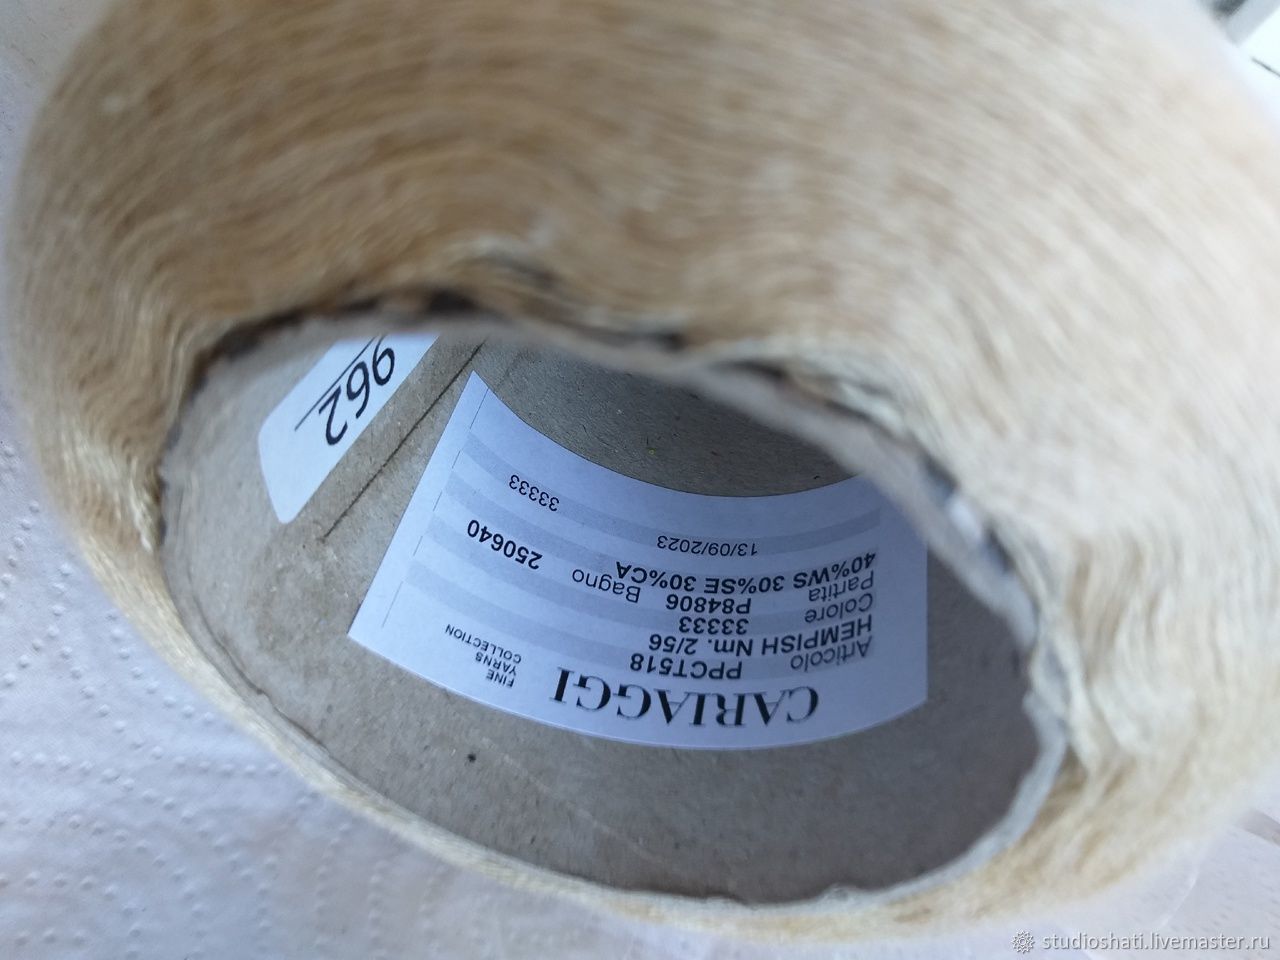 CARIAGGI FINE YARNS COLLECTION
Articolo PPCT518
HEMPISH Nm. 2/56
Colore 33333
Partita P84806 Bagno 250640
40%WS 30%SE 30%CA
13/09/2023
33333
962
studioshati.livemaster.ru